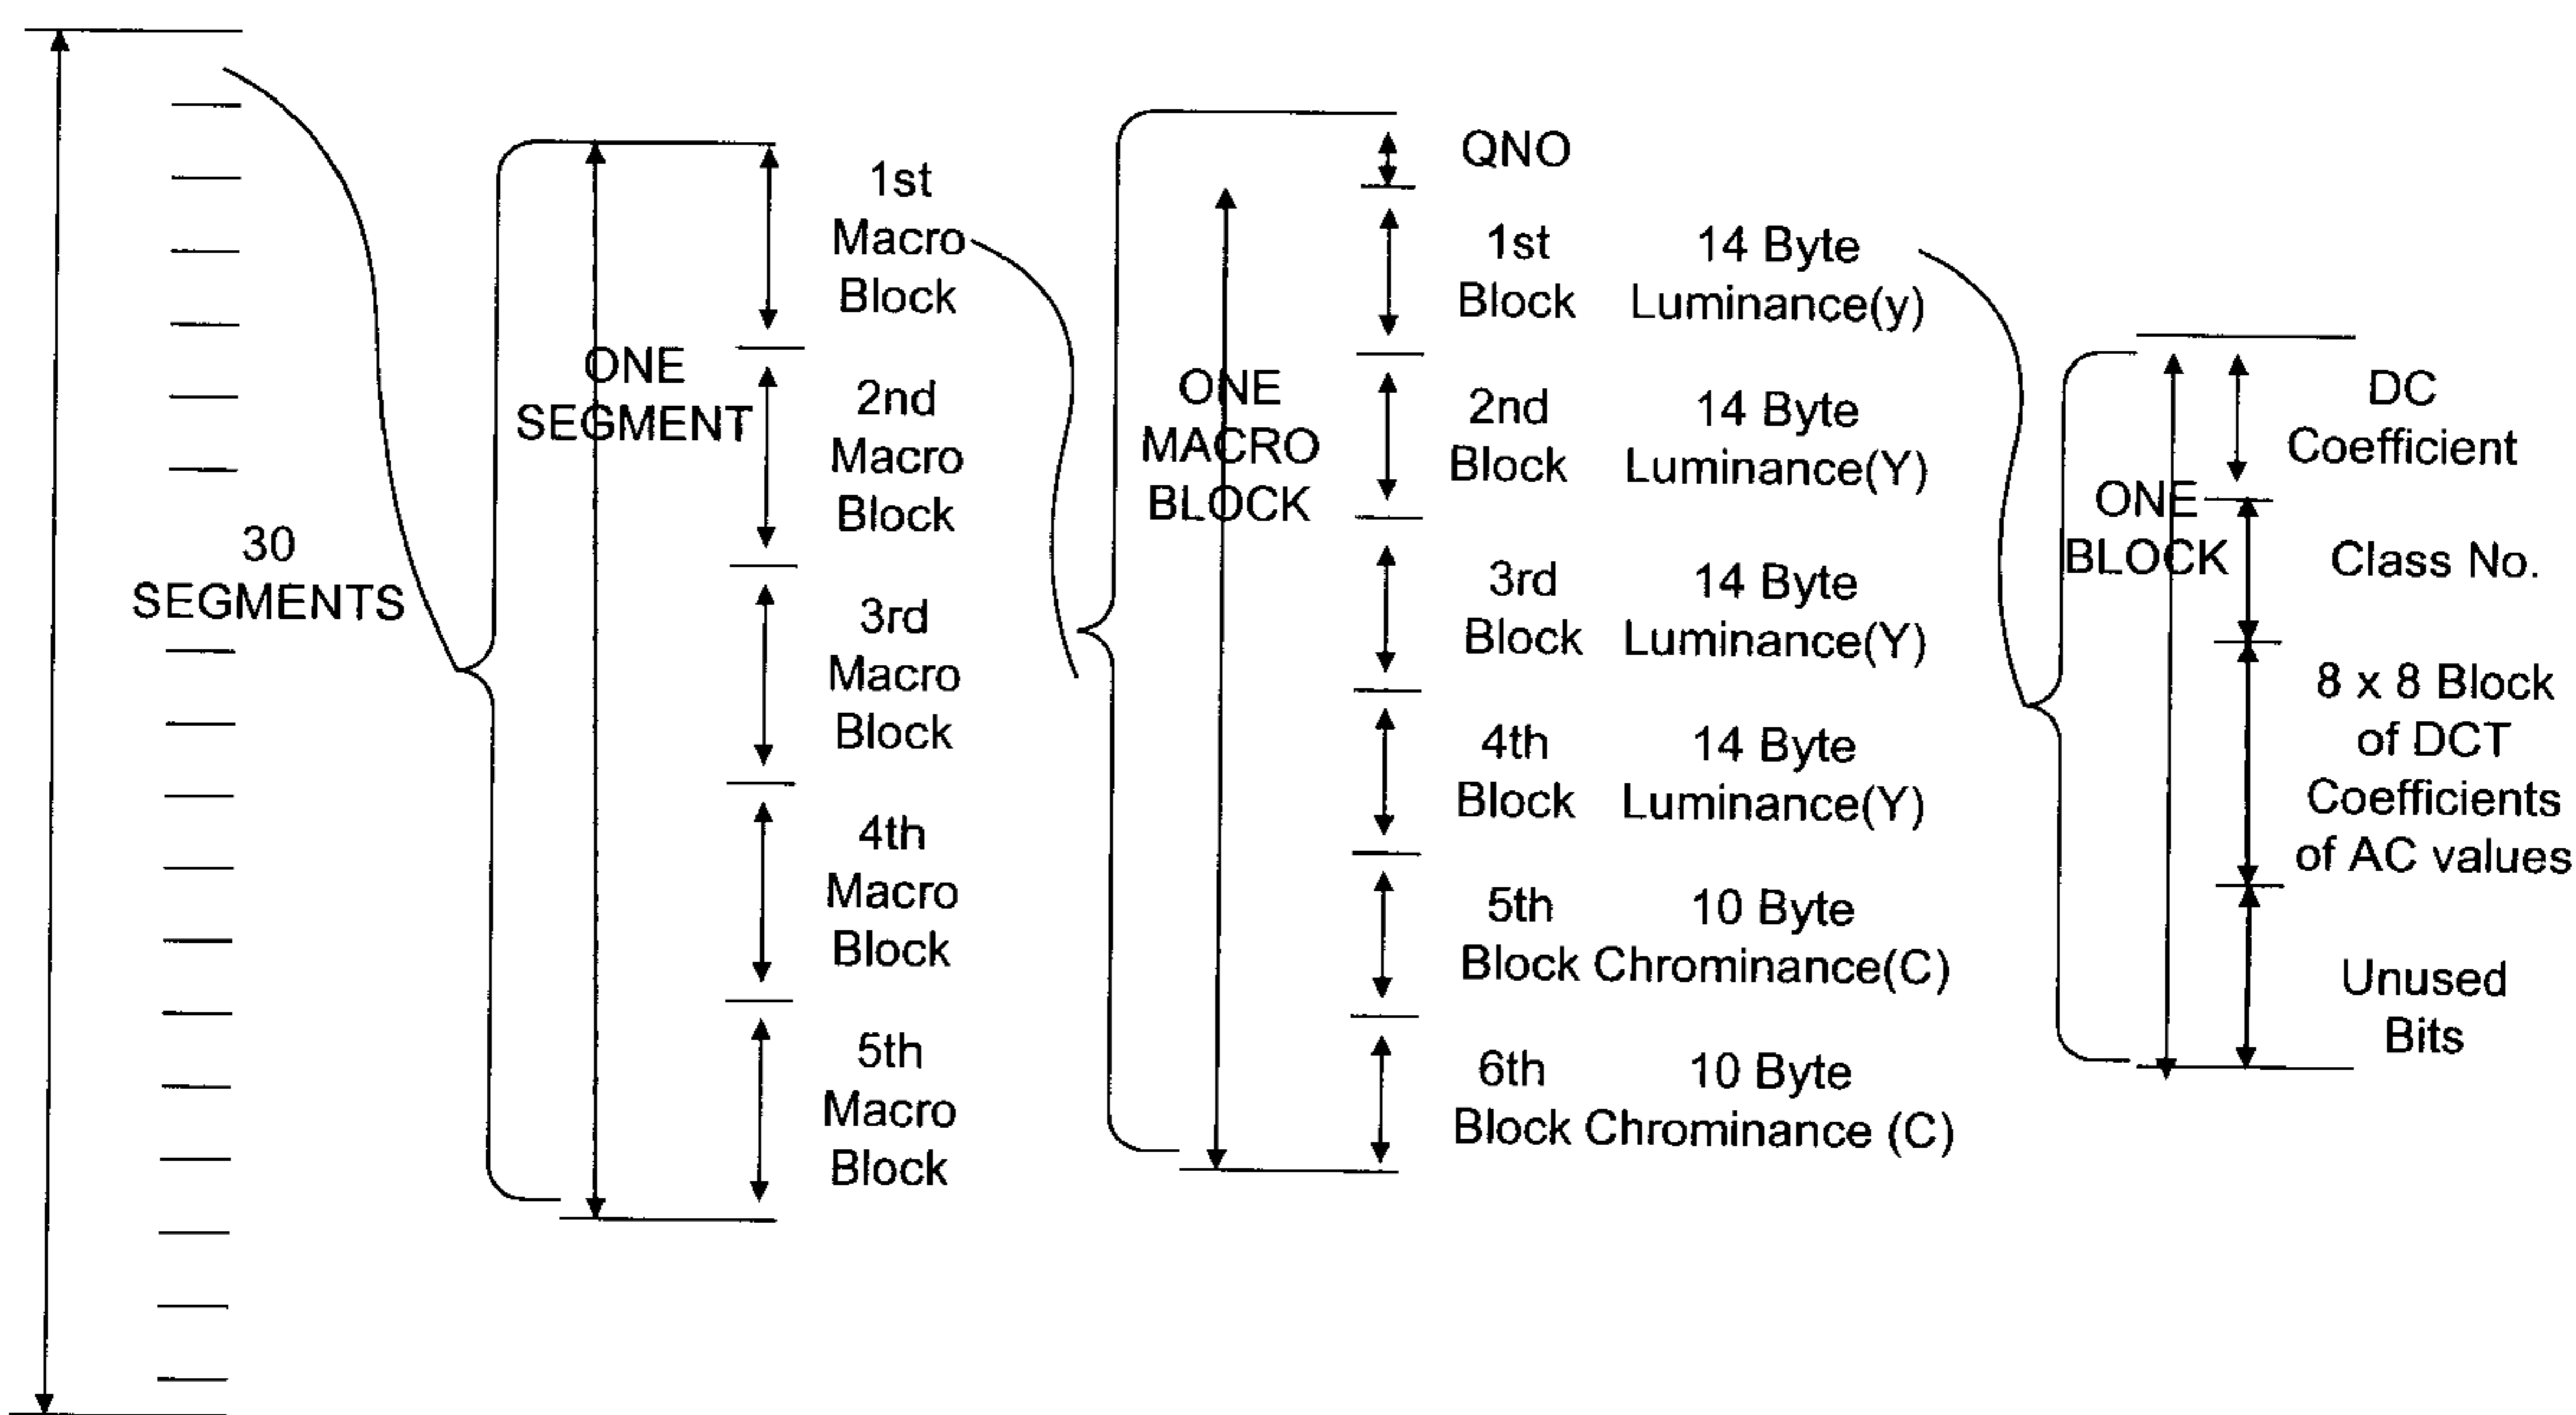 30
SEGMENTS
ONE
SEGMENT
1st
Macro
Block
2nd
Macro
Block
3rd
Macro
Block
4th
Macro
Block
5th
Macro
Block
ONE
MACRO
BLOCK
QNO
1st Block 14 Byte
Luminance(y)
2nd Block 14 Byte
Luminance(Y)
3rd Block 14 Byte
Luminance(Y)
4th Block 14 Byte
Luminance(Y)
5th Block 10 Byte
Chrominance(C)
6th Block 10 Byte
Chrominance (C)
ONE
BLOCK
DC
Coefficient
Class No.
8 x 8 Block
of DCT
Coefficients
of AC values
Unused
Bits